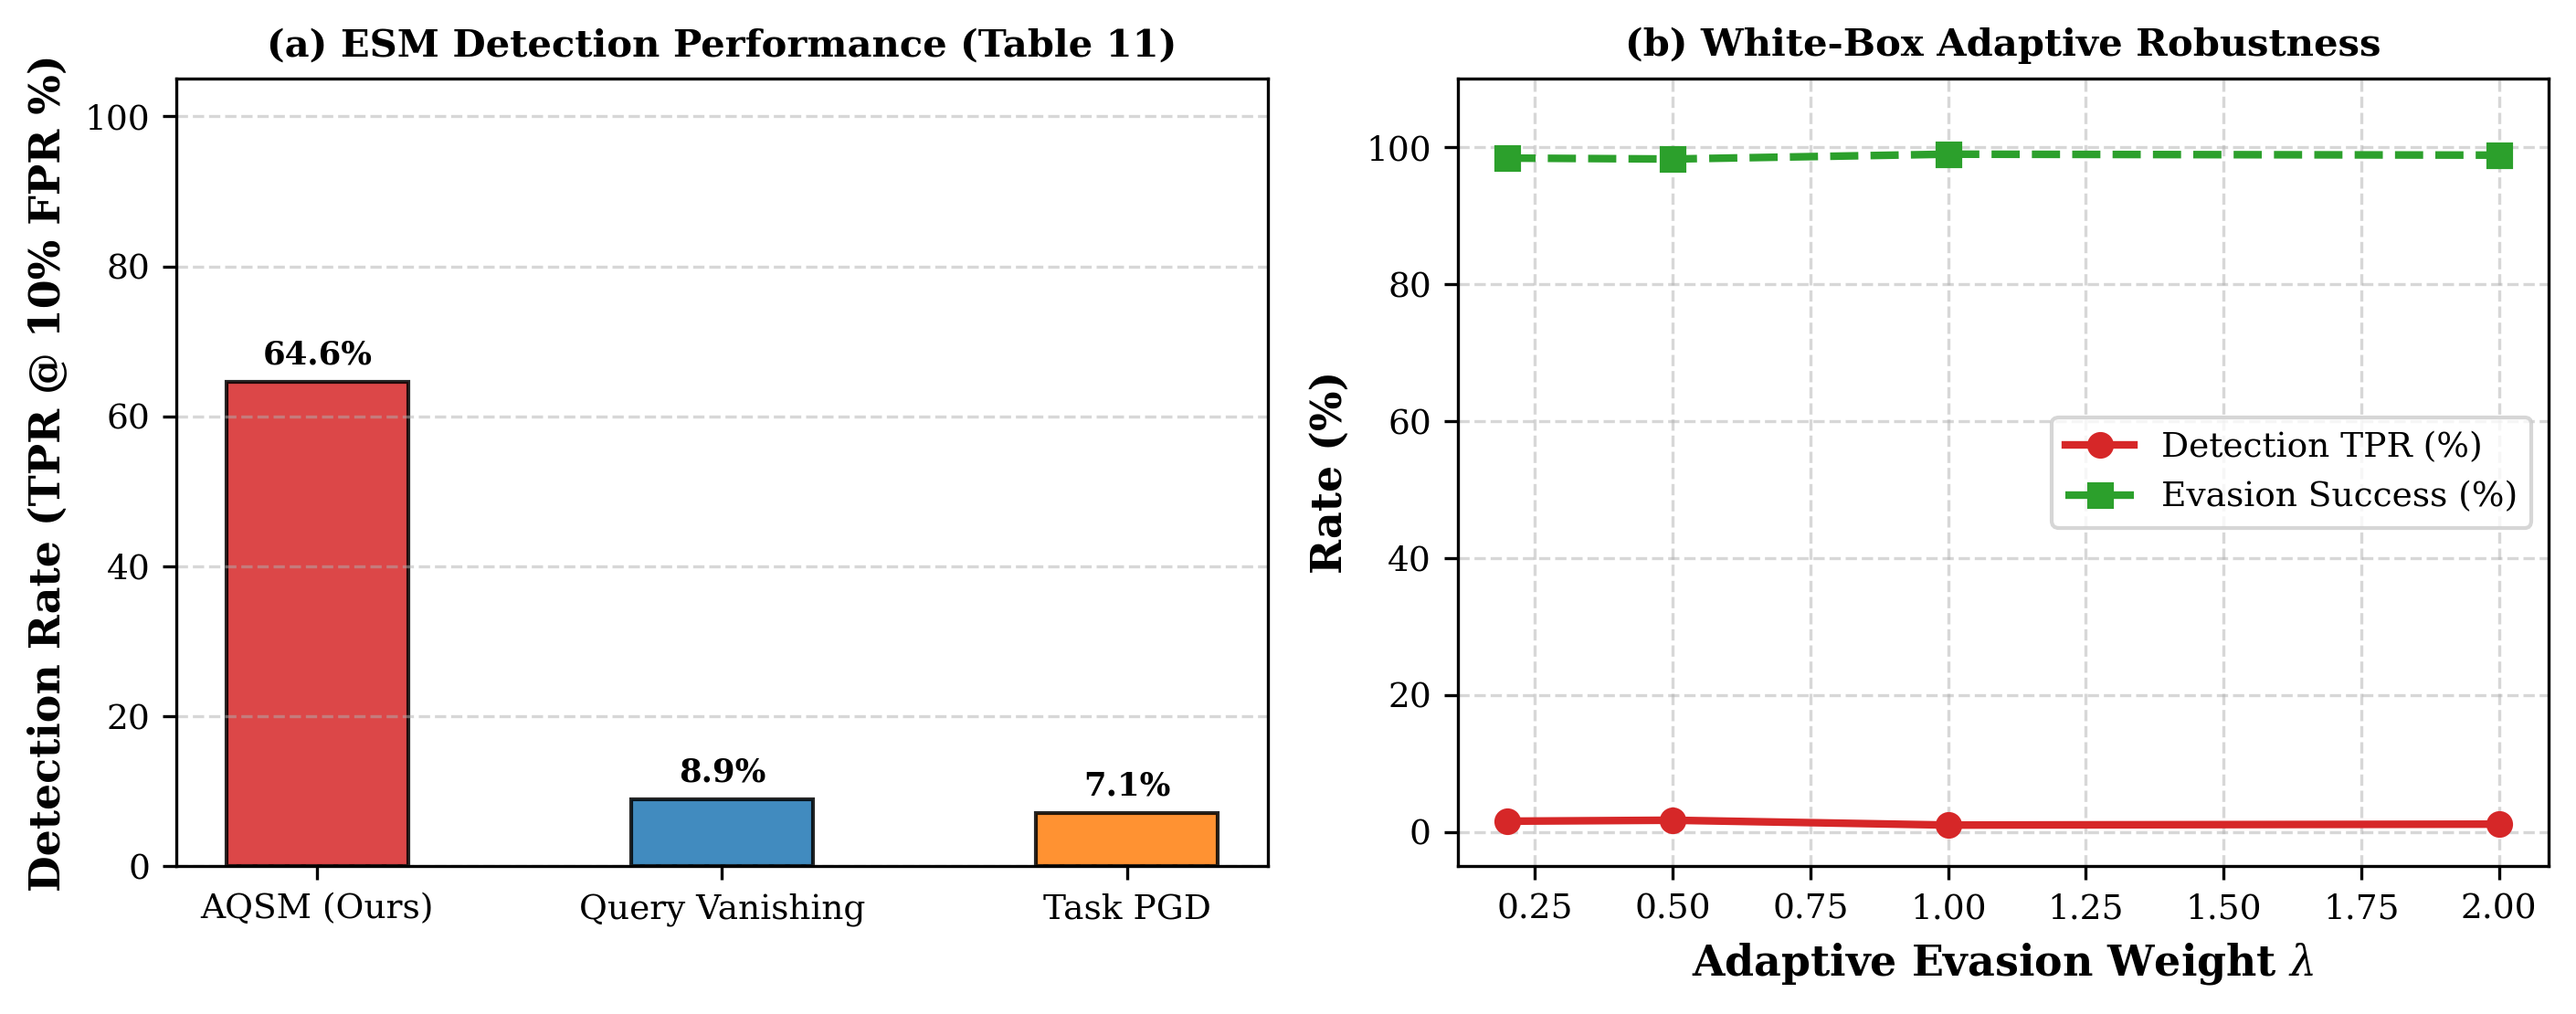 (a) ESM Detection Performance (Table 11)
Detection Rate (TPR @ 10% FPR %)
100
80
60
40
20
0
64.6%
8.9%
7.1%
AQSM (Ours)
Query Vanishing
Task PGD
(b) White-Box Adaptive Robustness
Rate (%)
100
80
60
40
20
0
Detection TPR (%)
Evasion Success (%)
0.25 0.50 0.75 1.00 1.25 1.50 1.75 2.00
Adaptive Evasion Weight λ